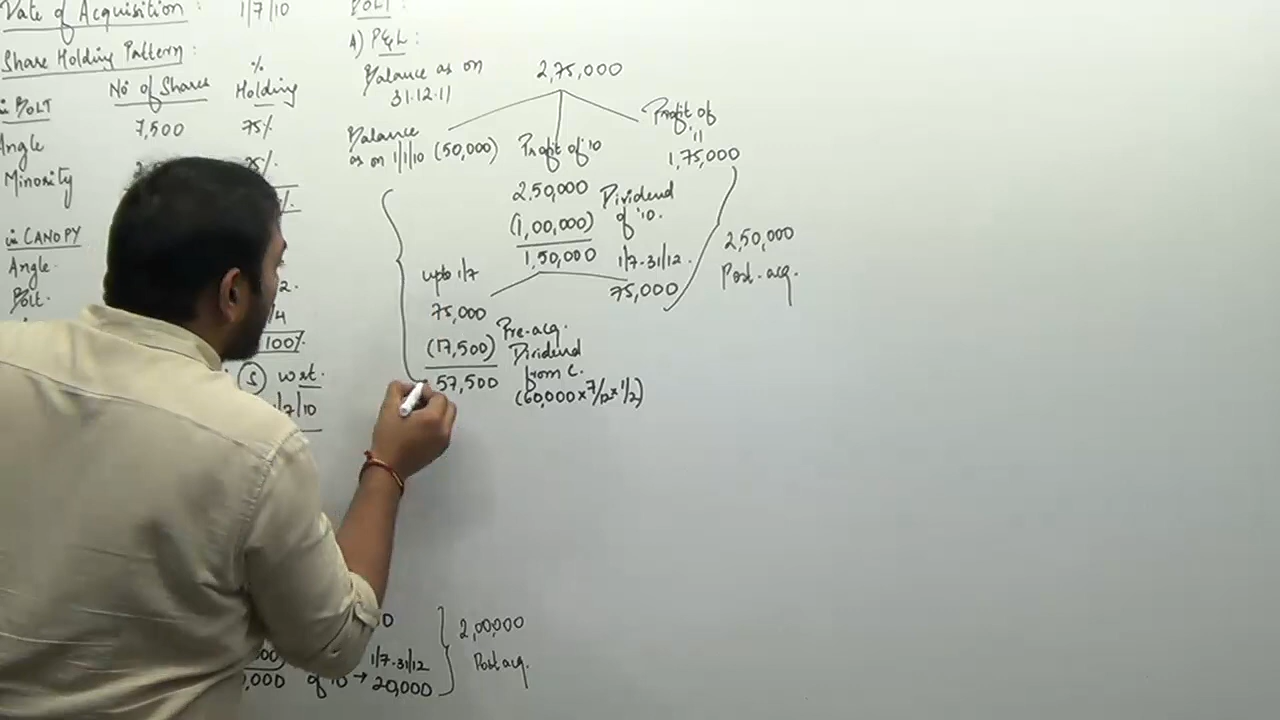 Date of Acquisition : 1/7/10
Share Holding Pattern :
No of Shares % Holding
in BOLT
Angle 7,500 75%
Minority 25%
in CANOPY
Angle
Bolt
100%
(S) w.r.t.
1/7/10
BOLT :
A) P&L :
Balance as on
31.12.11
2,75,000
Balance
as on 1/1/10 (50,000)
Profit of '10
2,50,000
(1,00,000) Dividend of '10.
1,50,000
upto 1/7
75,000
(17,500) Pre-acq. Dividend from C.
57,500 (60,000 × 7/12 × 1/2)
1/7-31/12.
75,000
Profit of
'11
1,75,000
2,50,000
Post-acq.
of '10 → 1/7-31/12
20,000
2,00,000
Post acq.